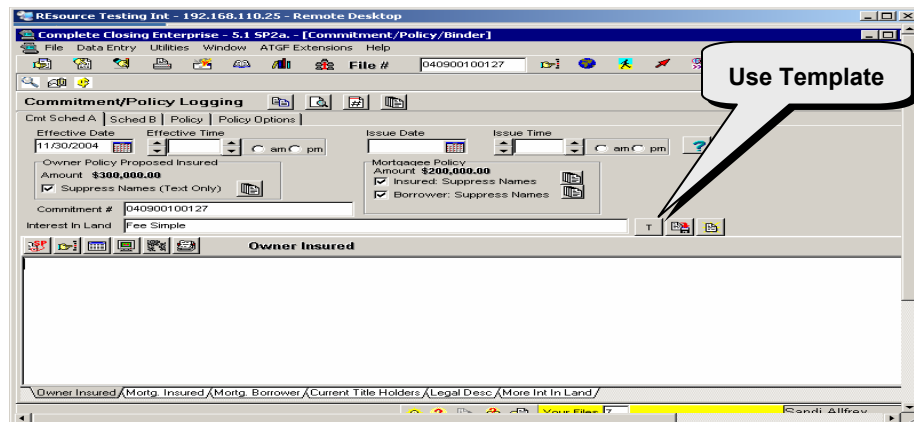 REsource Testing Int - 192.168.110.25 - Remote Desktop
Complete Closing Enterprise - 5.1 SP2a. - [Commitment/Policy/Binder]
File Data Entry Utilities Window ATGF Extensions Help
File # 040900100127
Use Template
Commitment/Policy Logging
Cmt Sched A Sched B Policy Policy Options
Effective Date Effective Time Issue Date Issue Time
11/30/2004 am pm am pm
Owner Policy Proposed Insured Mortgagee Policy
Amount $300,000.00 Amount $200,000.00
Suppress Names (Text Only) Insured: Suppress Names
Borrower: Suppress Names
Commitment # 040900100127
Interest In Land Fee Simple T
Owner Insured
Owner Insured Mortg. Insured Mortg. Borrower Current Title Holders Legal Desc More Int In Land
Your Files 7 Sandi Allfrey